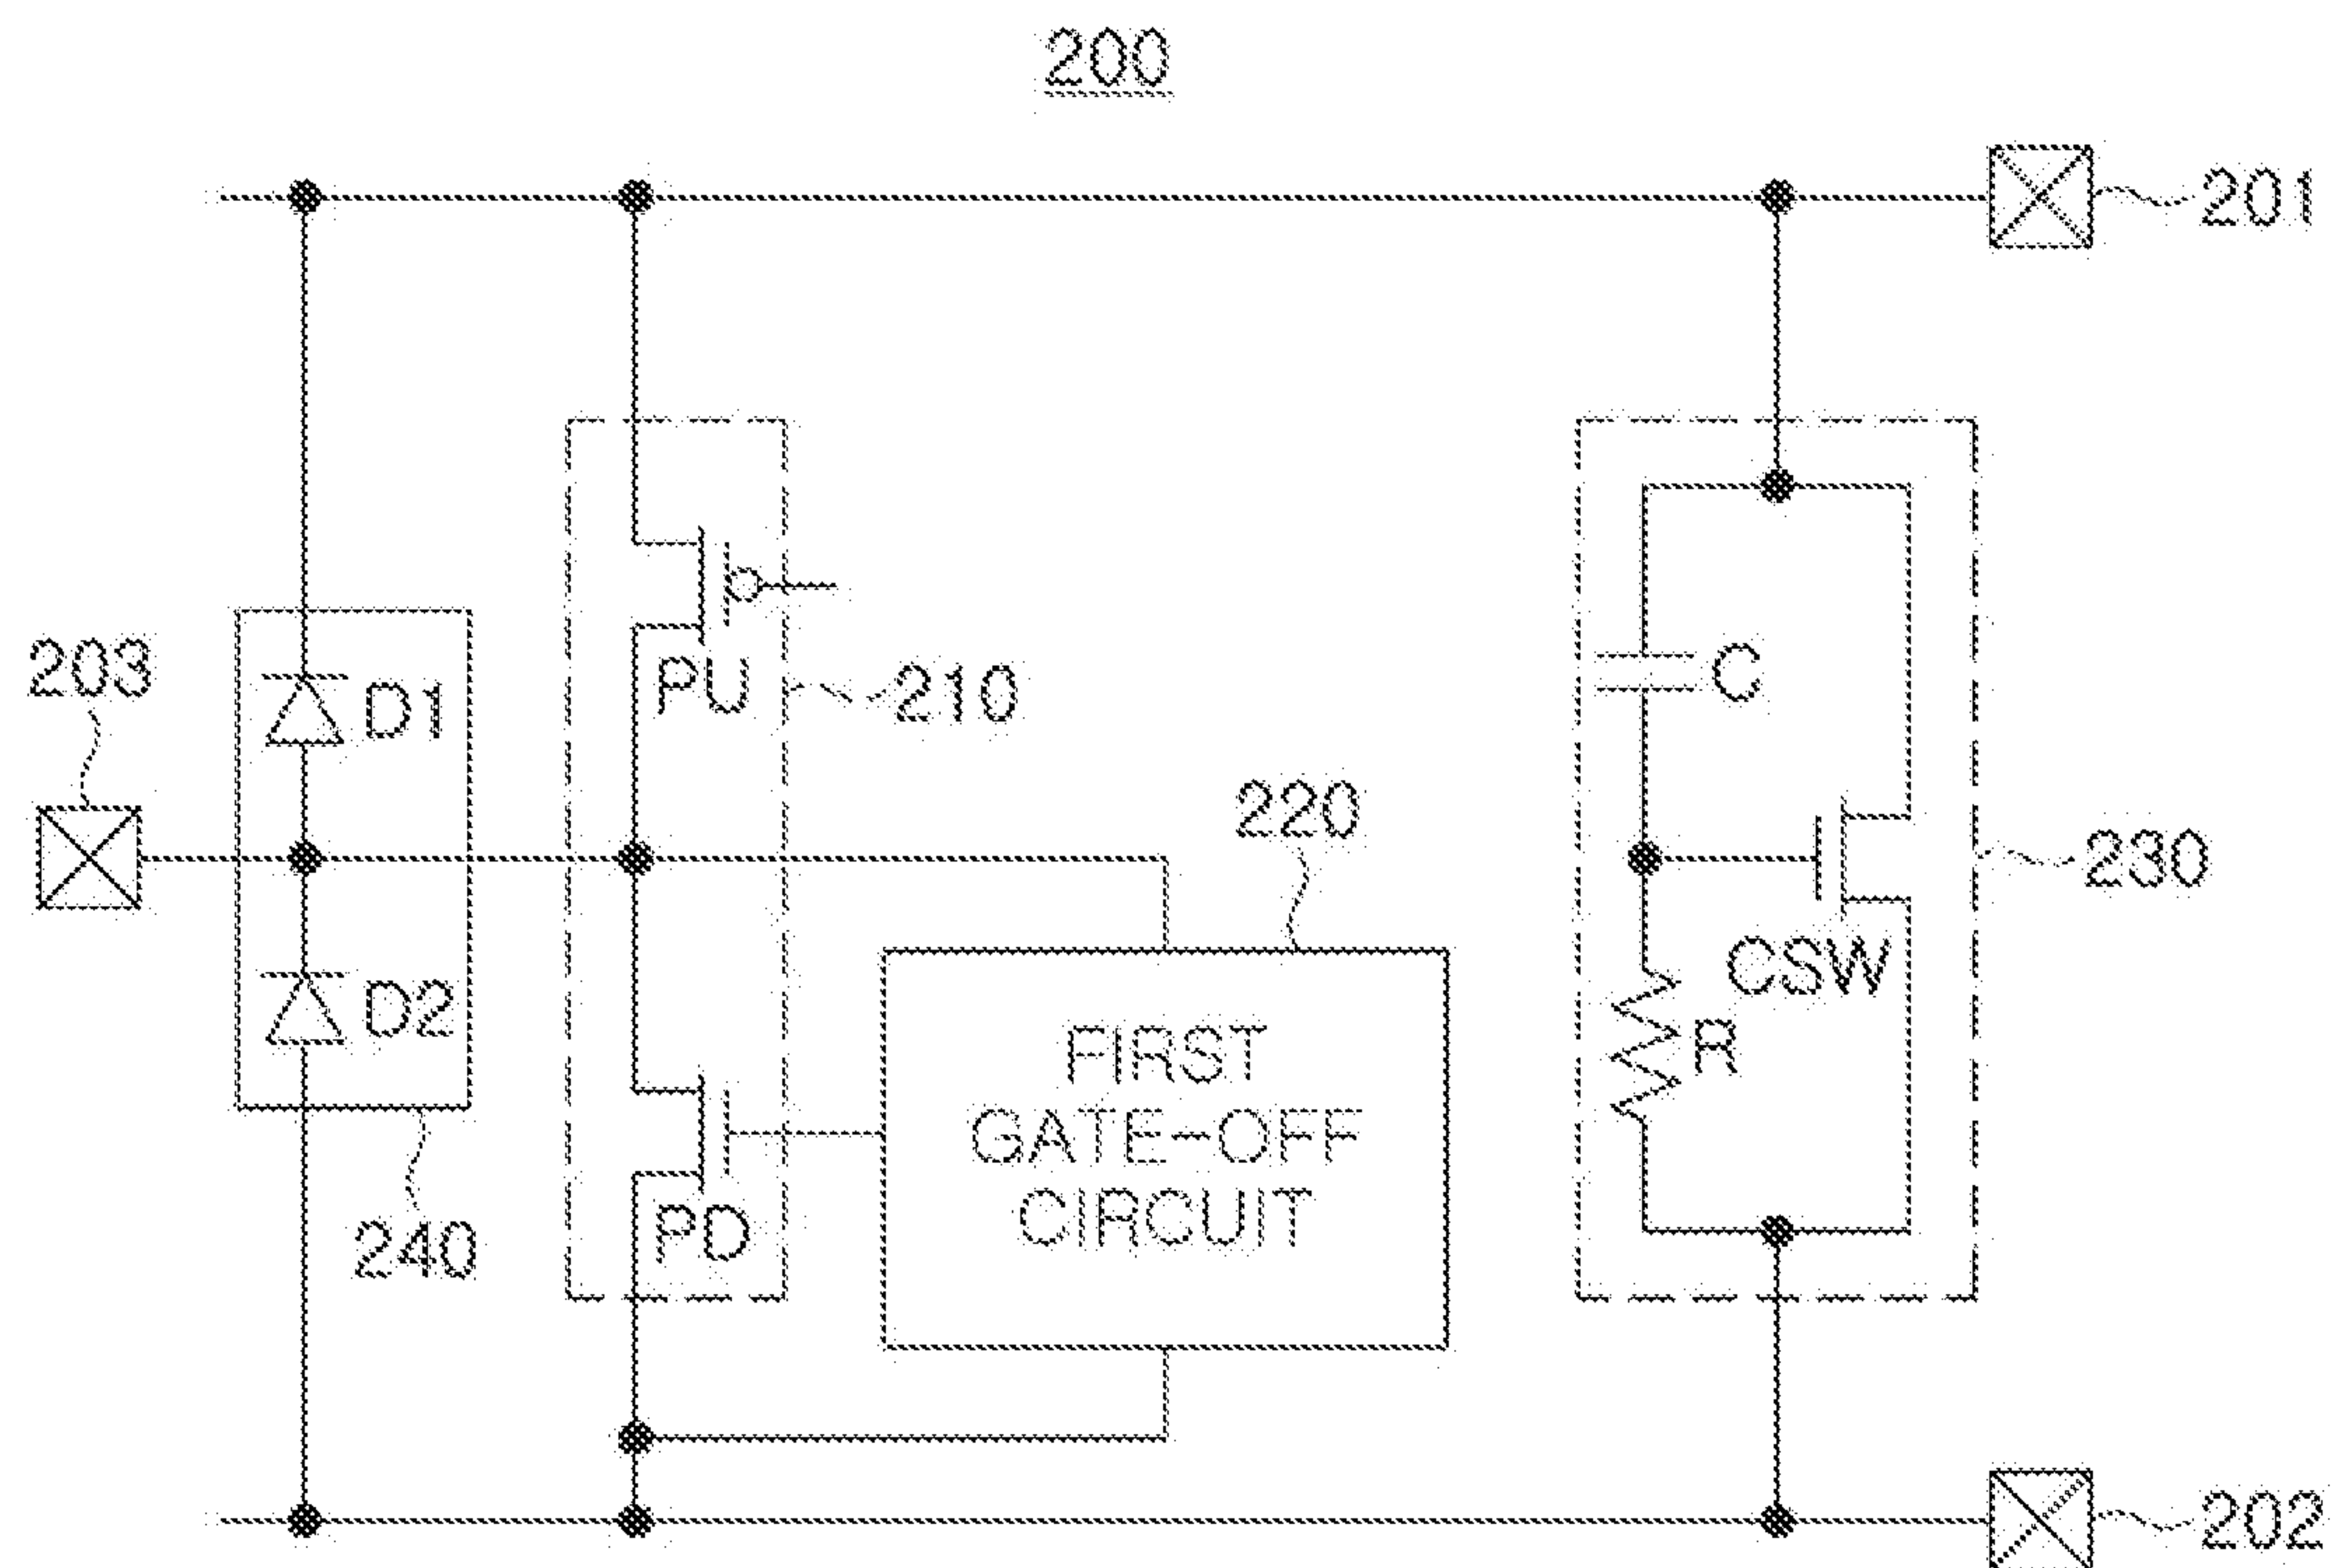 200
201
203
D1
PU
210
C
220
230
CSW
D2
R
FIRST
GATE-OFF
CIRCUIT
PD
240
202